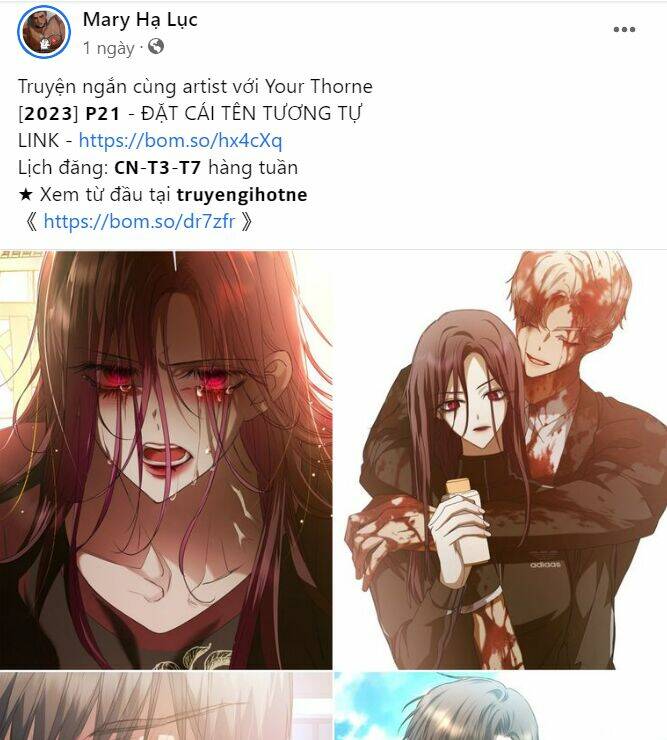 Mary Hạ Lục
1 ngày ·
Truyện ngắn cùng artist với Your Thorne
[2023] P21 - ĐẶT CÁI TÊN TƯƠNG TỰ
LINK - https://bom.so/hx4cXq
Lịch đăng: CN-T3-T7 hàng tuần
★ Xem từ đầu tại truyengihotne
《 https://bom.so/dr7zfr 》
adidas